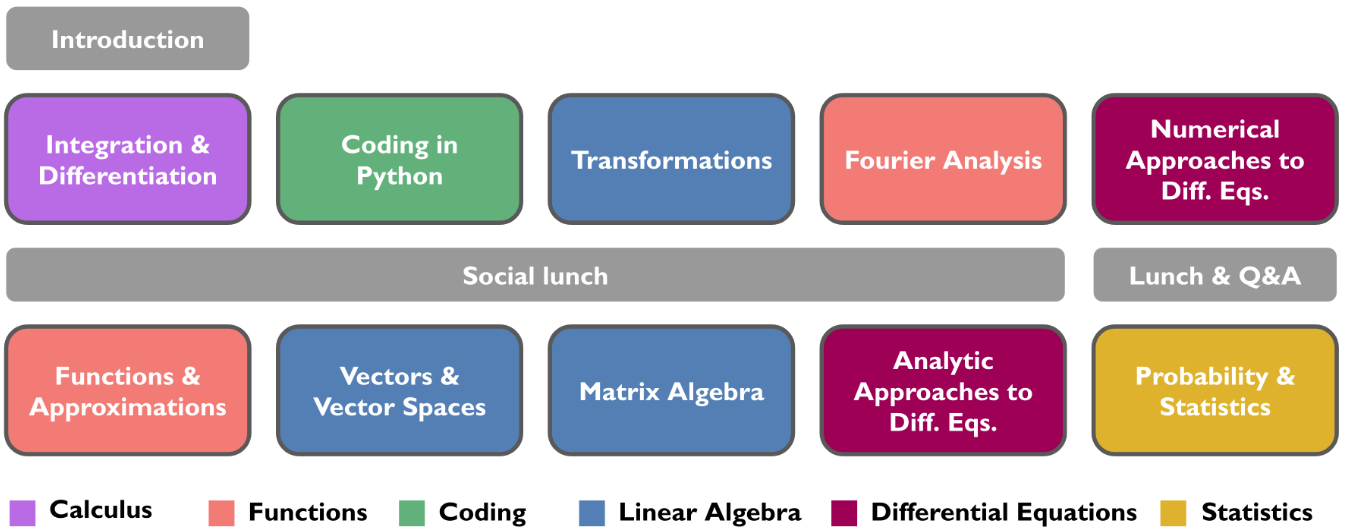 Introduction
Integration &
Differentiation
Coding in
Python
Transformations
Fourier Analysis
Numerical
Approaches to
Diff. Eqs.
Social lunch
Lunch & Q&A
Functions &
Approximations
Vectors &
Vector Spaces
Matrix Algebra
Analytic
Approaches to
Diff. Eqs.
Probability &
Statistics
Calculus
Functions
Coding
Linear Algebra
Differential Equations
Statistics